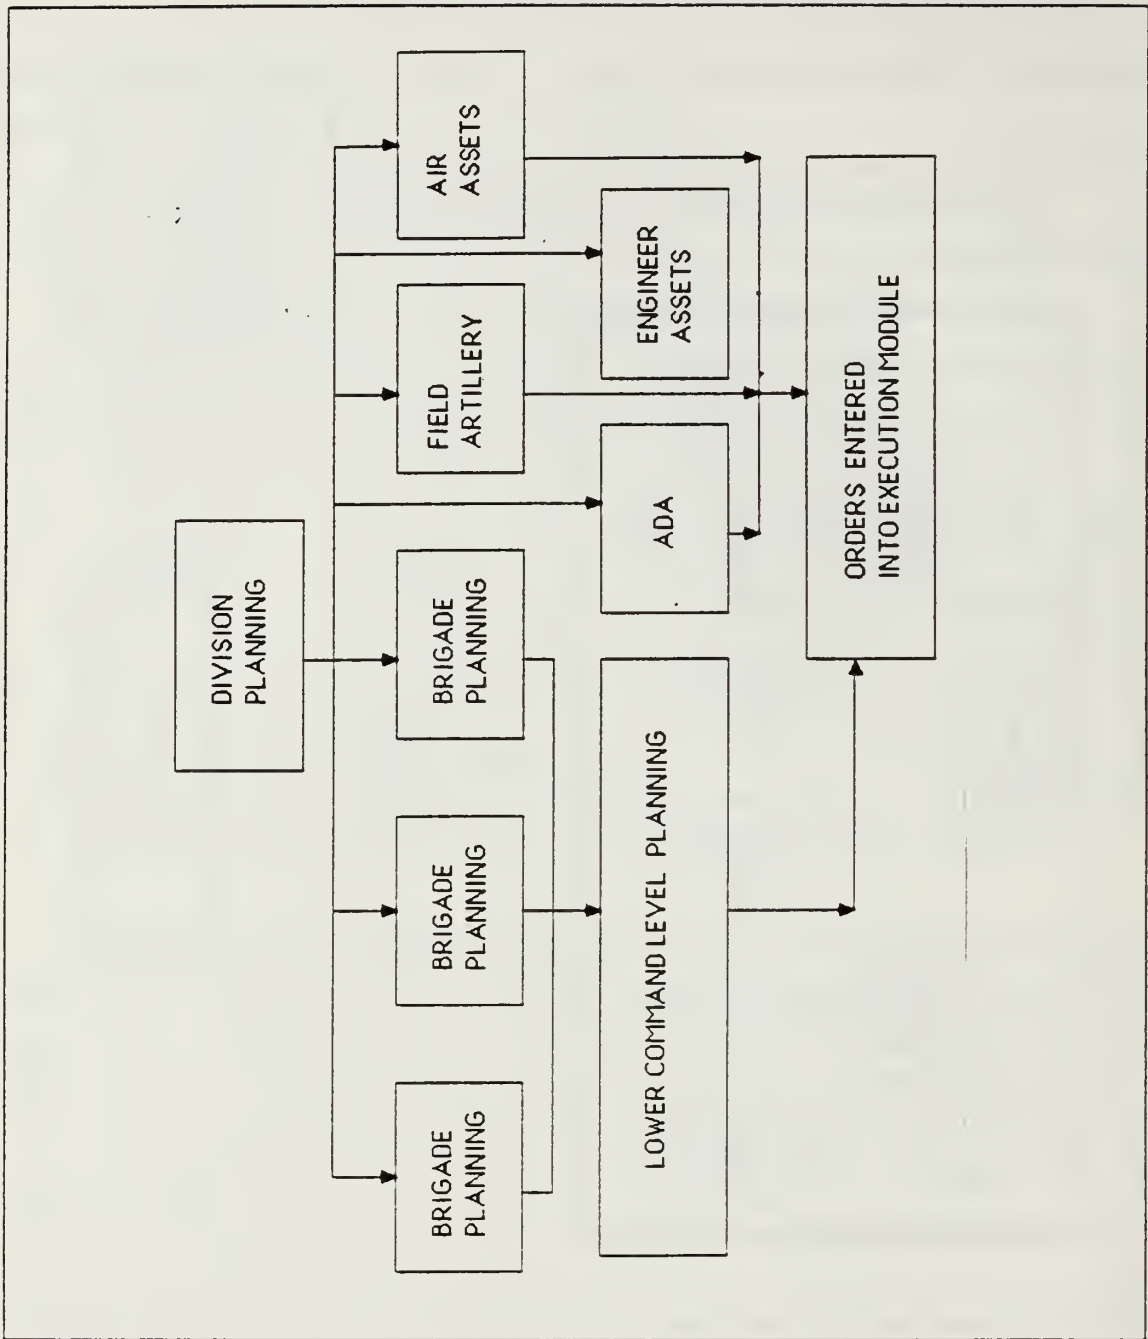 DIVISION
PLANNING
BRIGADE
PLANNING
BRIGADE
PLANNING
BRIGADE
PLANNING
FIELD
ARTILLERY
AIR
ASSETS
LOWER COMMAND LEVEL PLANNING
ADA
ENGINEER
ASSETS
ORDERS ENTERED
INTO EXECUTION MODULE